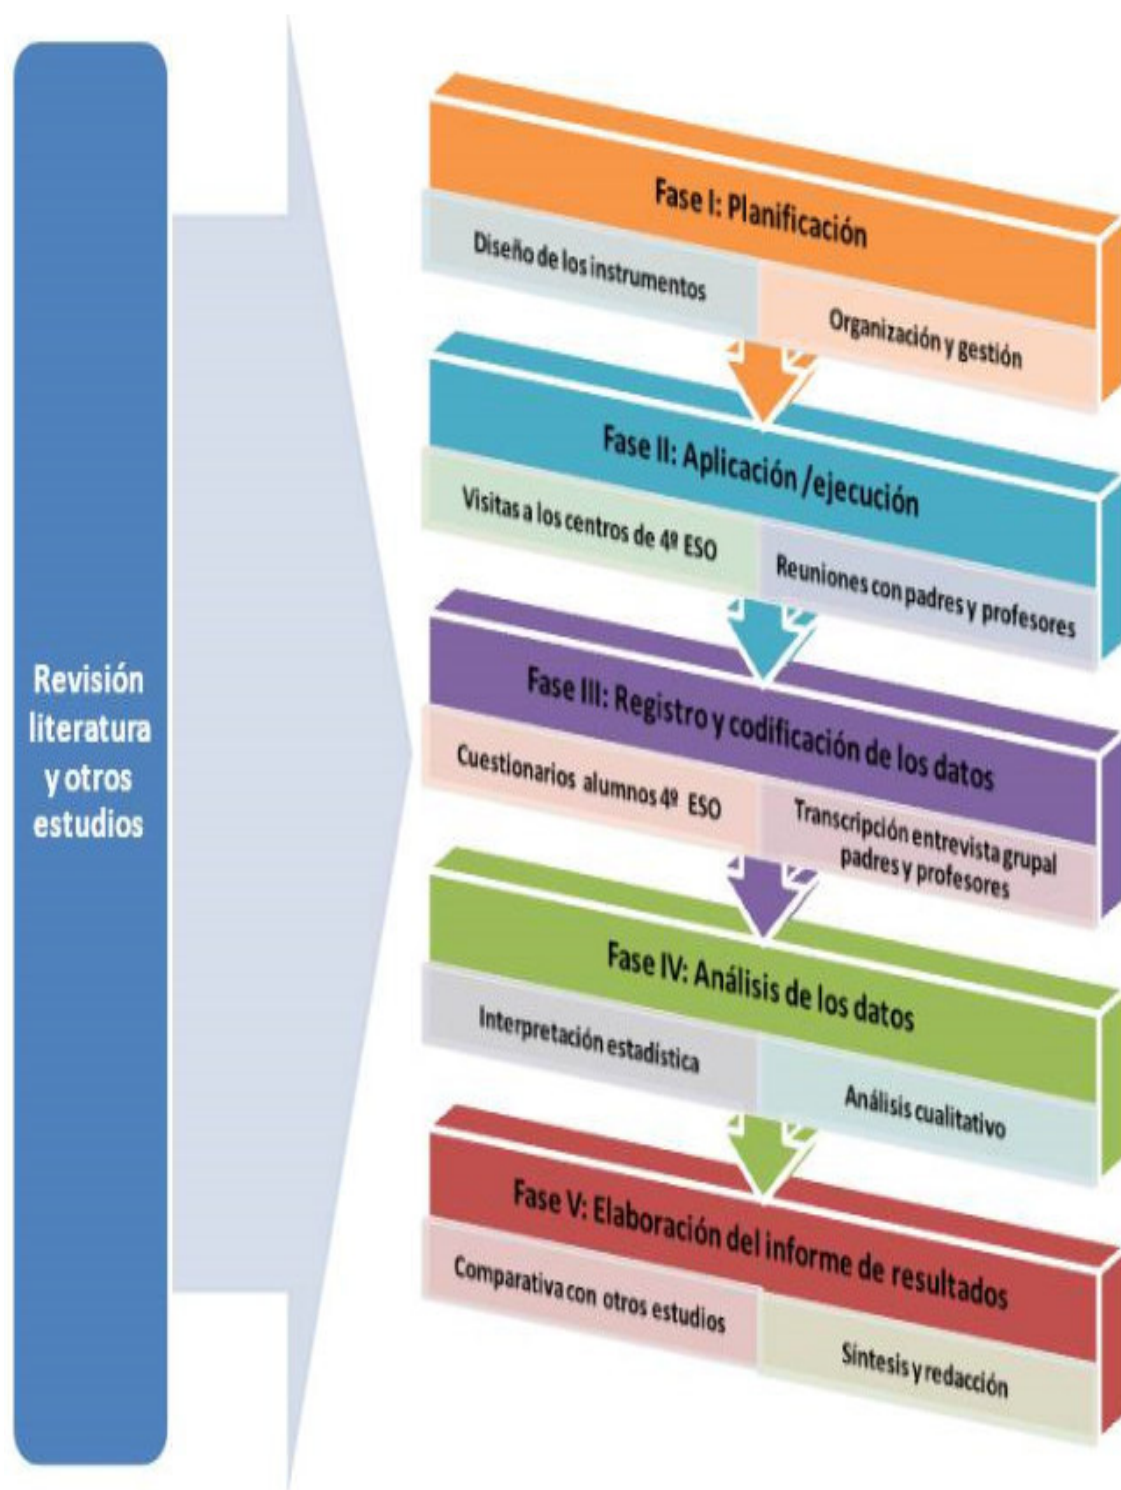 Revisión
literatura
y otros
estudios
Fase I: Planificación
Diseño de los instrumentos
Organización y gestión
Fase II: Aplicación /ejecución
Visitas a los centros de 4º ESO
Reuniones con padres y profesores
Fase III: Registro y codificación de los datos
Cuestionarios alumnos 4º ESO
Transcripción entrevista grupal
padres y profesores
Fase IV: Análisis de los datos
Interpretación estadística
Análisis cualitativo
Fase V: Elaboración del informe de resultados
Comparativa con otros estudios
Síntesis y redacción